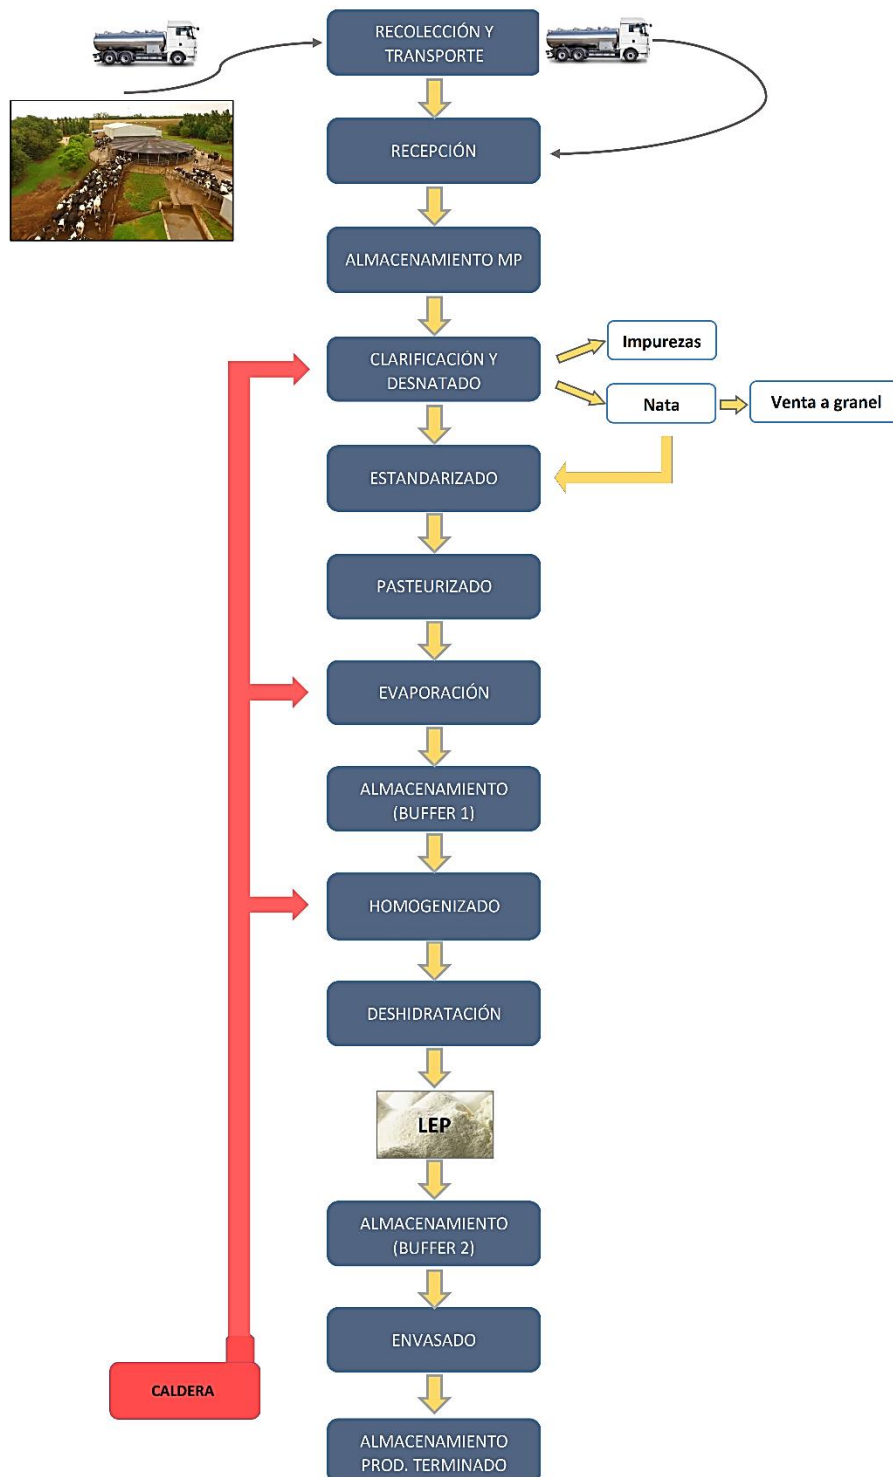 RECOLECCIÓN Y
TRANSPORTE
RECEPCIÓN
ALMACENAMIENTO MP
CLARIFICACIÓN Y
DESNATADO
Impurezas
Nata
Venta a granel
ESTANDARIZADO
PASTEURIZADO
EVAPORACIÓN
ALMACENAMIENTO
(BUFFER 1)
HOMOGENIZADO
DESHIDRATACIÓN
LEP
ALMACENAMIENTO
(BUFFER 2)
ENVASADO
CALDERA
ALMACENAMIENTO
PROD. TERMINADO